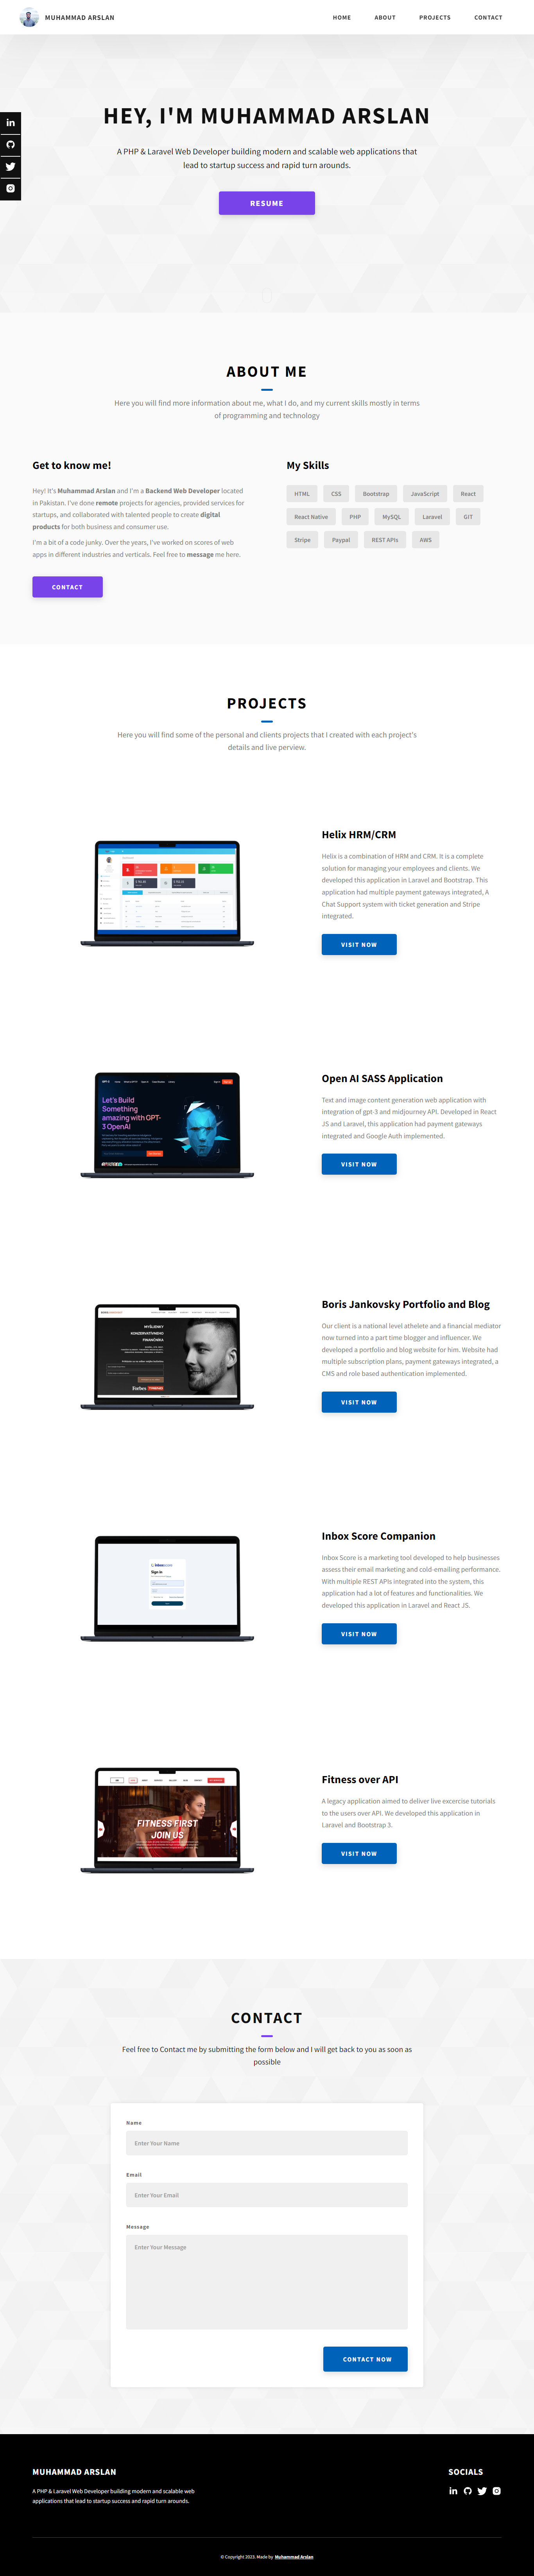 MUHAMMAD ARSLAN
HOME
ABOUT
PROJECTS
CONTACT
HEY, I'M MUHAMMAD ARSLAN
A PHP & Laravel Web Developer building modern and scalable web applications that
lead to startup success and rapid turn arounds.
RESUME
ABOUT ME
Here you will find more information about me, what I do, and my current skills mostly in terms
of programming and technology
Get to know me!
Hey! It's Muhammad Arslan and I'm a Backend Web Developer located
in Pakistan. I've done remote projects for agencies, provided services for
startups, and collaborated with talented people to create digital
products for both business and consumer use.
I'm a bit of a code junky. Over the years, I've worked on scores of web
apps in different industries and verticals. Feel free to message me here.
CONTACT
My Skills
HTML
CSS
Bootstrap
JavaScript
React
React Native
PHP
MySQL
Laravel
GIT
Stripe
Paypal
REST APIs
AWS
PROJECTS
Here you will find some of the personal and clients projects that I created with each project's
details and live perview.
Helix HRM/CRM
Helix is a combination of HRM and CRM. It is a complete
solution for managing your employees and clients. We
developed this application in Laravel and Bootstrap. This
application had multiple payment gateways integrated, A
Chat Support system with ticket generation and Stripe
integrated.
VISIT NOW
Let's Build
Something
amazing with GPT-
3 OpenAI
Open AI SASS Application
Text and image content generation web application with
integration of gpt-3 and midjourney API. Developed in React
JS and Laravel, this application had payment gateways
integrated and Google Auth implemented.
VISIT NOW
MYŠLIENKY
KONZERVATÍVNEHO
FINANČNÍKA
Forbes
Boris Jankovsky Portfolio and Blog
Our client is a national level athelete and a financial mediator
now turned into a part time blogger and influencer. We
developed a portfolio and blog website for him. Website had
multiple subscription plans, payment gateways integrated, a
CMS and role based authentication implemented.
VISIT NOW
inboxscore
Sign in
Inbox Score Companion
Inbox Score is a marketing tool developed to help businesses
assess their email marketing and cold-emailing performance.
With multiple REST APIs integrated into the system, this
application had a lot of features and functionalities. We
developed this application in Laravel and React JS.
VISIT NOW
FITNESS FIRST
JOIN US
Fitness over API
A legacy application aimed to deliver live excercise tutorials
to the users over API. We developed this application in
Laravel and Bootstrap 3.
VISIT NOW
CONTACT
Feel free to Contact me by submitting the form below and I will get back to you as soon as
possible
Name
Enter Your Name
Email
Enter Your Email
Message
Enter Your Message
CONTACT NOW
MUHAMMAD ARSLAN
A PHP & Laravel Web Developer building modern and scalable web
applications that lead to startup success and rapid turn arounds.
SOCIALS
© Copyright 2023. Made by Muhammad Arslan